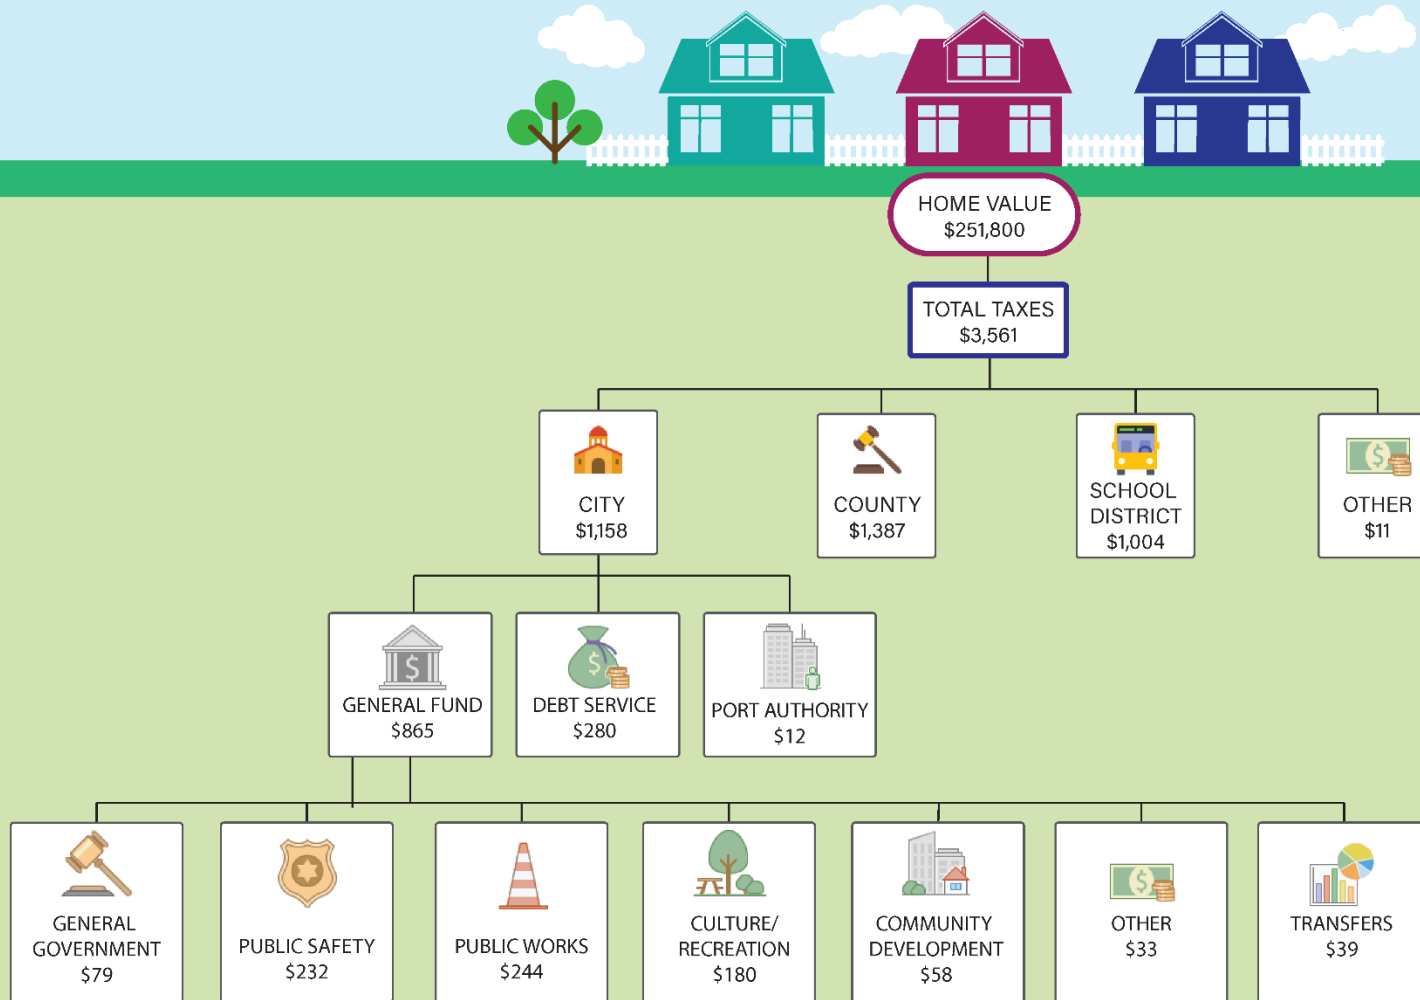 HOME VALUE
$251,800
TOTAL TAXES
$3,561
CITY
$1,158
COUNTY
$1,387
SCHOOL
DISTRICT
$1,004
OTHER
$11
GENERAL FUND
$865
DEBT SERVICE
$280
PORT AUTHORITY
$12
GENERAL
GOVERNMENT
$79
PUBLIC SAFETY
$232
PUBLIC WORKS
$244
CULTURE/
RECREATION
$180
COMMUNITY
DEVELOPMENT
$58
OTHER
$33
TRANSFERS
$39